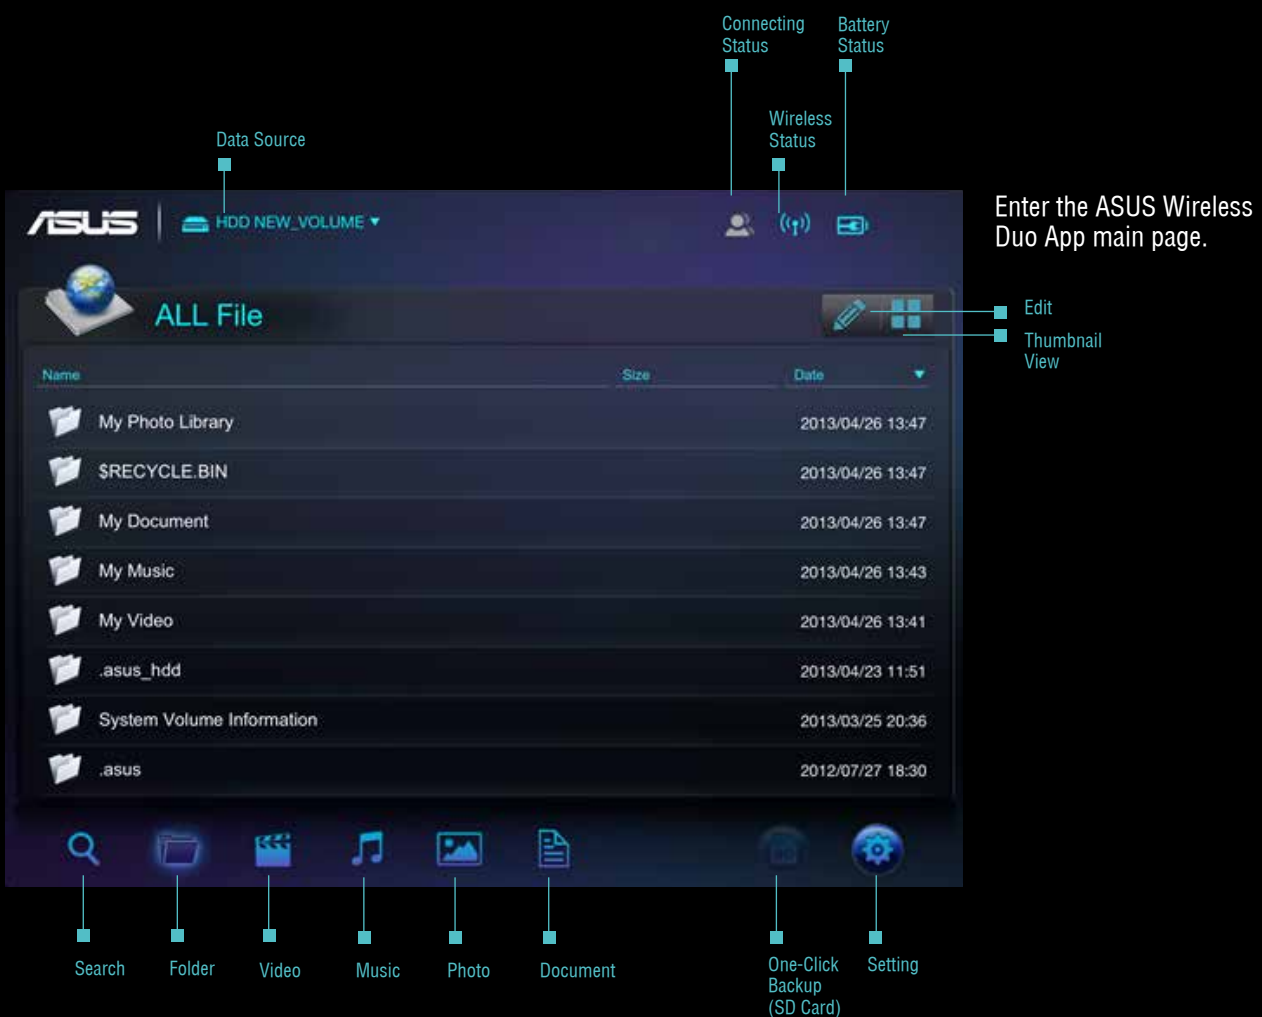 Connecting
Status
Battery
Status
Wireless
Status
Data Source
ASUS
HDD NEW_VOLUME
Enter the ASUS Wireless
Duo App main page.
ALL File
Edit
Thumbnail
View
Name Size Date
My Photo Library 2013/04/26 13:47
$RECYCLE.BIN 2013/04/26 13:47
My Document 2013/04/26 13:47
My Music 2013/04/26 13:43
My Video 2013/04/26 13:41
.asus_hdd 2013/04/23 11:51
System Volume Information 2013/03/25 20:36
.asus 2012/07/27 18:30
Search
Folder
Video
Music
Photo
Document
One-Click
Backup
(SD Card)
Setting